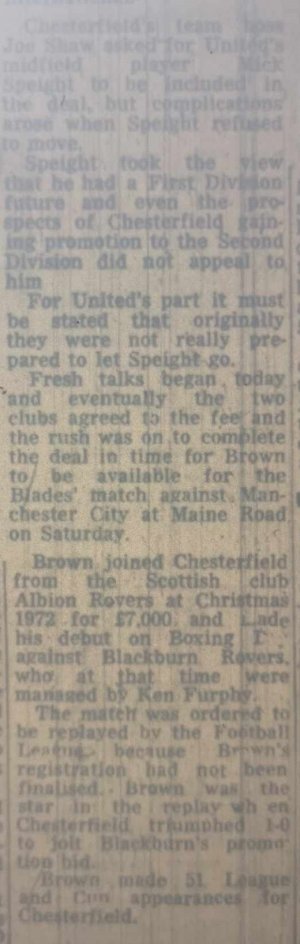 Chesterfield's team boss
Joe Shaw asked for United's
midfield player Mick
Speight to be included in
the deal, but complications
arose when Speight refused
to move.
Speight took the view
that he had a First Division
future and even the pro-
spects of Chesterfield gain-
ing promotion to the Second
Division did not appeal to
him
For United's part it must
be stated that originally
they were not really pre-
pared to let Speight go.
Fresh talks began today
and eventually the two
clubs agreed to the fee and
the rush was on to complete
the deal in time for Brown
to be available for the
Blades' match against Man-
chester City at Maine Road
on Saturday.
Brown joined Chesterfield
from the Scottish club
Albion Rovers at Christmas
1972 for £7,000 and
his debut on Boxing
against Blackburn Rovers,
who at that time were
managed by Ken Furphy.
The match was ordered to
be replayed by the Football
League because Brown's
registration had not been
finalised. Brown was the
star in the replay wh en
Chesterfield triumphed 1-0
to jolt Blackburn's promo-
tion bid.
Brown made 51 League
and Cup appearances for
Chesterfield.